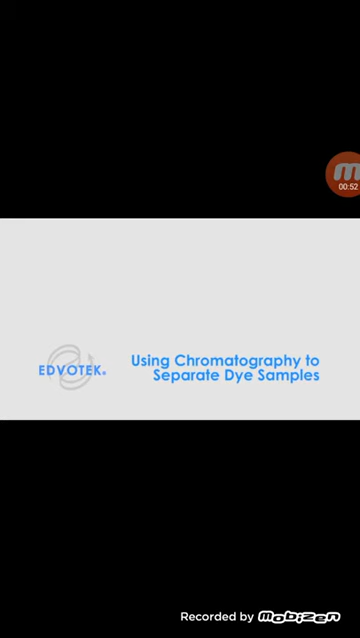 00:52
EDVOTEK®
Using Chromatography to
Separate Dye Samples
Recorded by mobizen